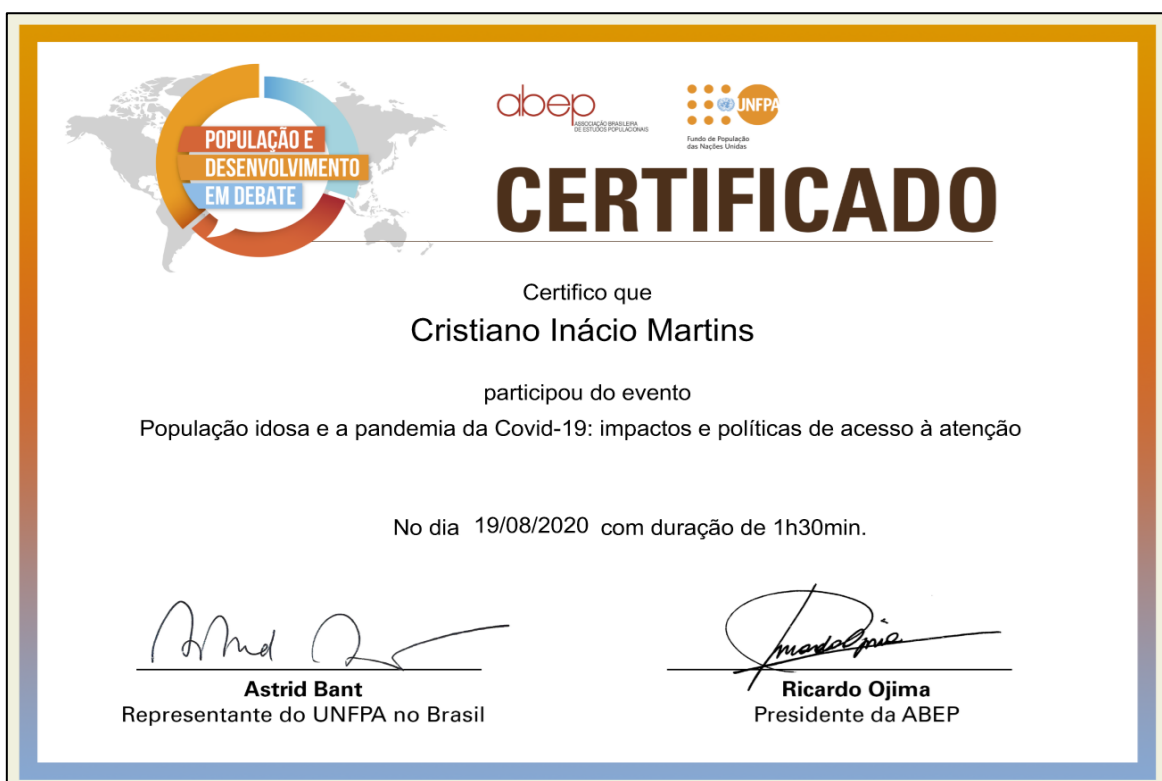 POPULAÇÃO E
DESENVOLVIMENTO
EM DEBATE
abep
ASSOCIAÇÃO BRASILEIRA
DE ESTUDOS POPULACIONAIS
UNFPA
Fundo de População
das Nações Unidas
CERTIFICADO
Certifico que
Cristiano Inácio Martins
participou do evento
População idosa e a pandemia da Covid-19: impactos e políticas de acesso à atenção
No dia 19/08/2020 com duração de 1h30min.
Astrid Bant
Representante do UNFPA no Brasil
Ricardo Ojima
Presidente da ABEP